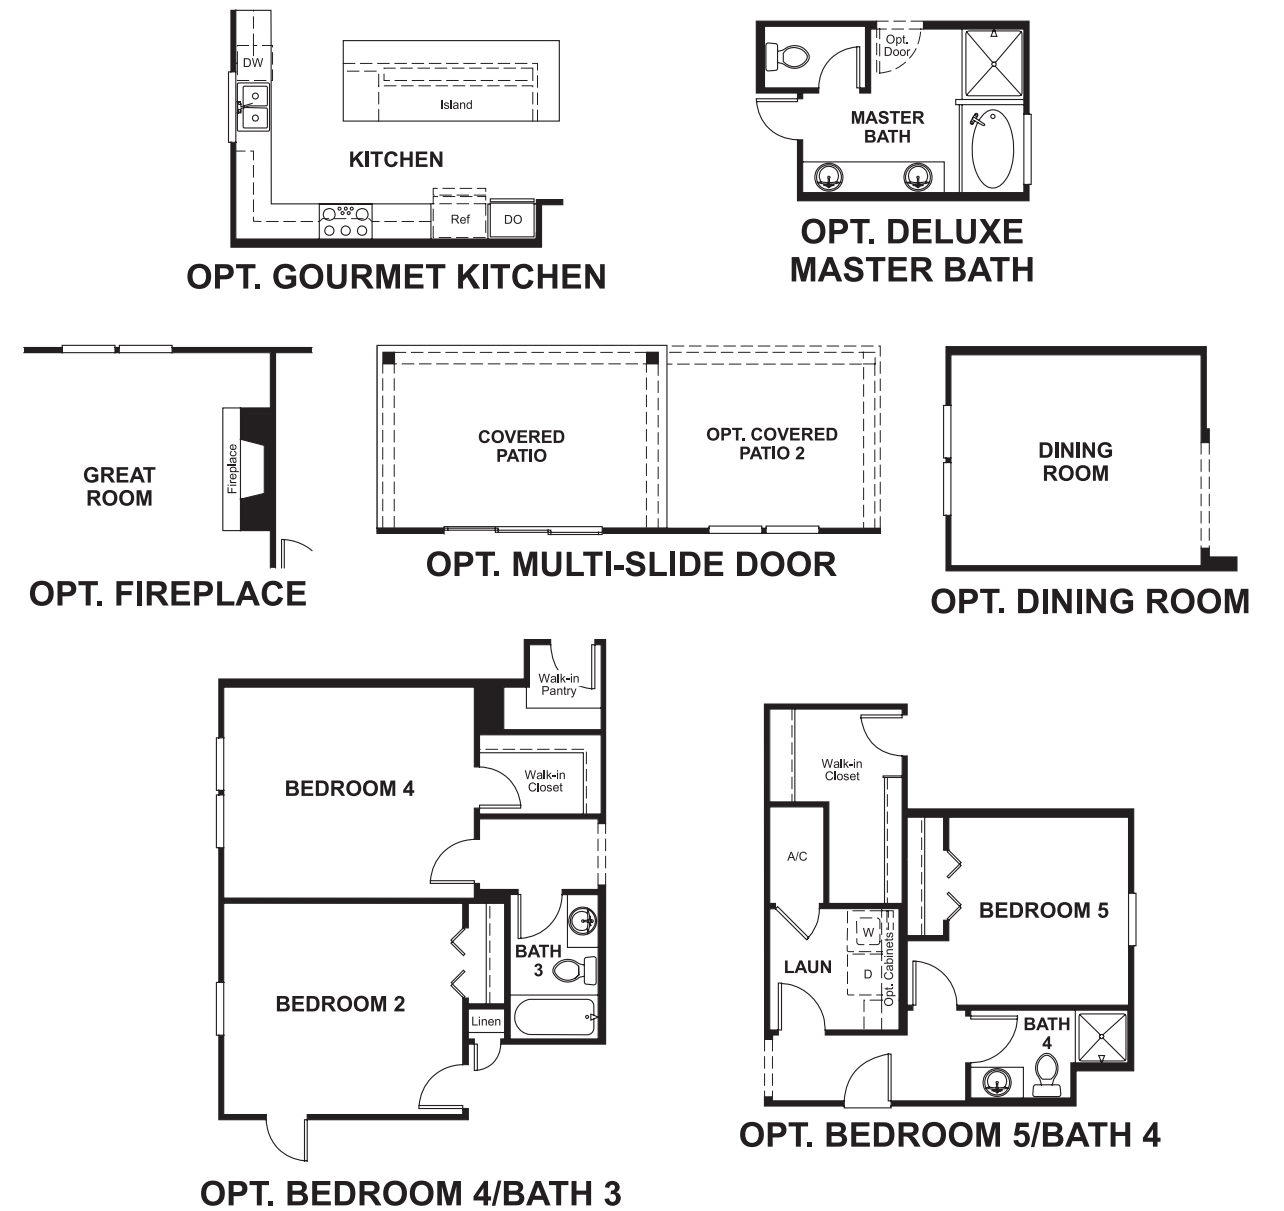 DW
Island
KITCHEN
Ref
DO
OPT. GOURMET KITCHEN
Opt.
Door
MASTER
BATH
OPT. DELUXE
MASTER BATH
GREAT
ROOM
Fireplace
OPT. FIREPLACE
COVERED
PATIO
OPT. COVERED
PATIO 2
OPT. MULTI-SLIDE DOOR
DINING
ROOM
OPT. DINING ROOM
Walk-in
Pantry
BEDROOM 4
Walk-in
Closet
BATH
3
BEDROOM 2
Linen
OPT. BEDROOM 4/BATH 3
Walk-in
Closet
A/C
BEDROOM 5
W
LAUN
D
Opt. Cabinets
BATH
4
OPT. BEDROOM 5/BATH 4